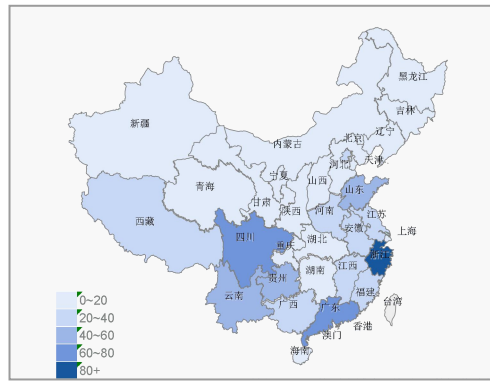 黑龙江
吉林
辽宁
新疆
内蒙古
北京
天津
河北
宁夏
山西
青海
甘肃
陕西
山东
西藏
河南
江苏
安徽
上海
四川
重庆
湖北
浙江
贵州
湖南
江西
云南
福建
广西
广东
台湾
香港
澳门
海南
0~20
20~40
40~60
60~80
80+